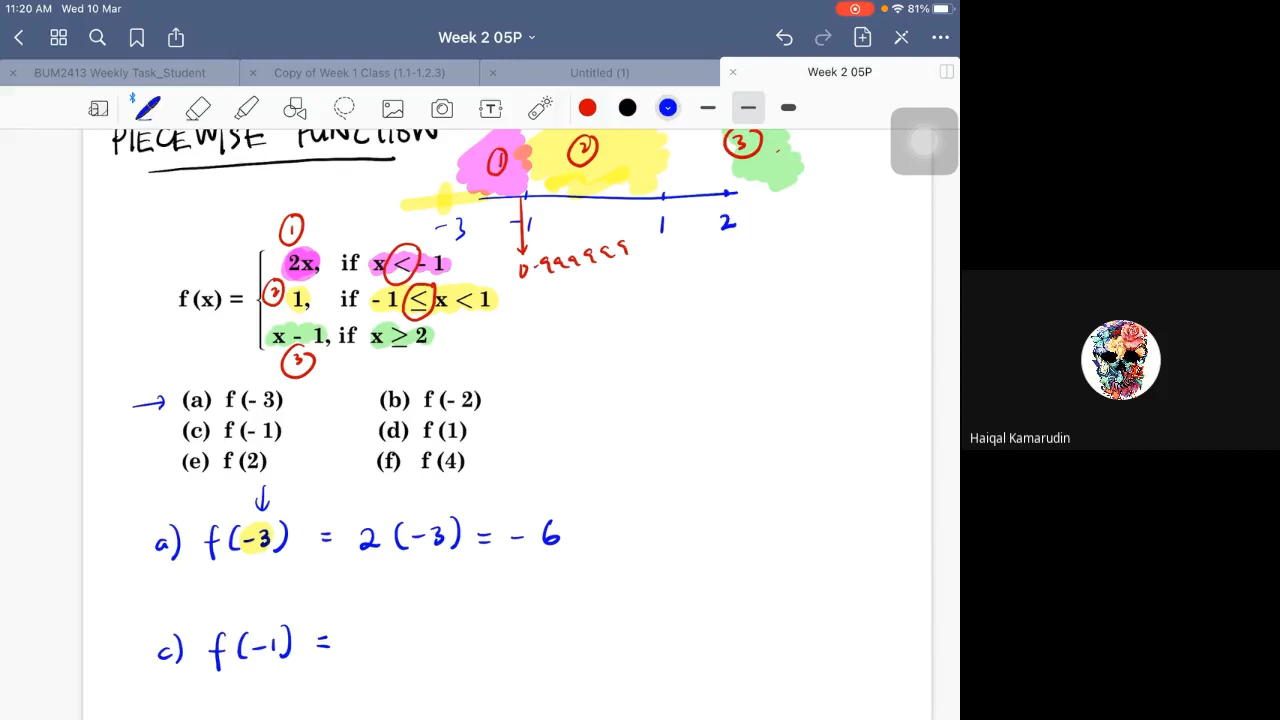 11:20 AM Wed 10 Mar
81%
Week 2 05P
BUM2413 Weekly Task_Student
Copy of Week 1 Class (1.1-1.2.3)
Untitled (1)
Week 2 05P
PIECEWISE FUNCTION
1 2 3
-3 -1 1 2
0.999999
1
2x, if x < - 1
f (x) = 2 1, if - 1 ≤ x < 1
x - 1, if x ≥ 2
3
→ (a) f (- 3) (b) f (- 2)
(c) f (- 1) (d) f (1)
(e) f (2) (f) f (4)
a) f(-3) = 2 (-3) = - 6
c) f(-1) =
Haiqal Kamarudin